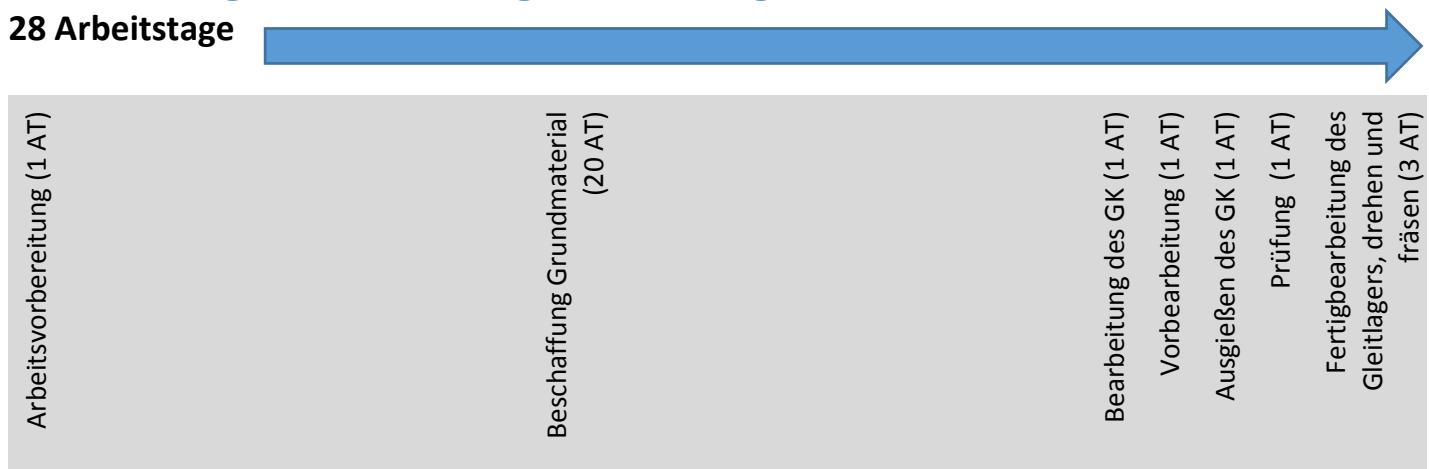 28 Arbeitstage
Arbeitsvorbereitung (1 AT)
Beschaffung Grundmaterial
(20 AT)
Bearbeitung des GK (1 AT)
Vorbearbeitung (1 AT)
Ausgießen des GK (1 AT)
Prüfung  (1 AT)
Fertigbearbeitung des
Gleitlagers, drehen und
fräsen (3 AT)